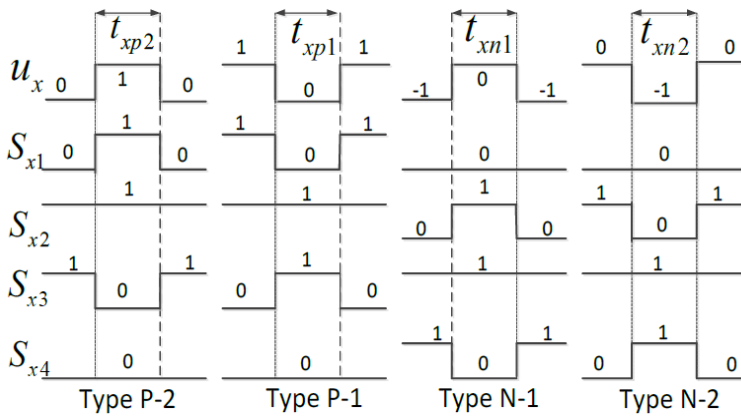 t_xp2 t_xp1 t_xn1 t_xn2
u_x 0 1 0 1 0 1 -1 0 -1 0 -1 0
S_x1 0 1 0 1 0 1 0 0
S_x2 1 1 0 1 0 1 0 1
S_x3 1 0 1 0 1 0 1 1
S_x4 0 0 1 0 1 0 1 0
Type P-2 Type P-1 Type N-1 Type N-2